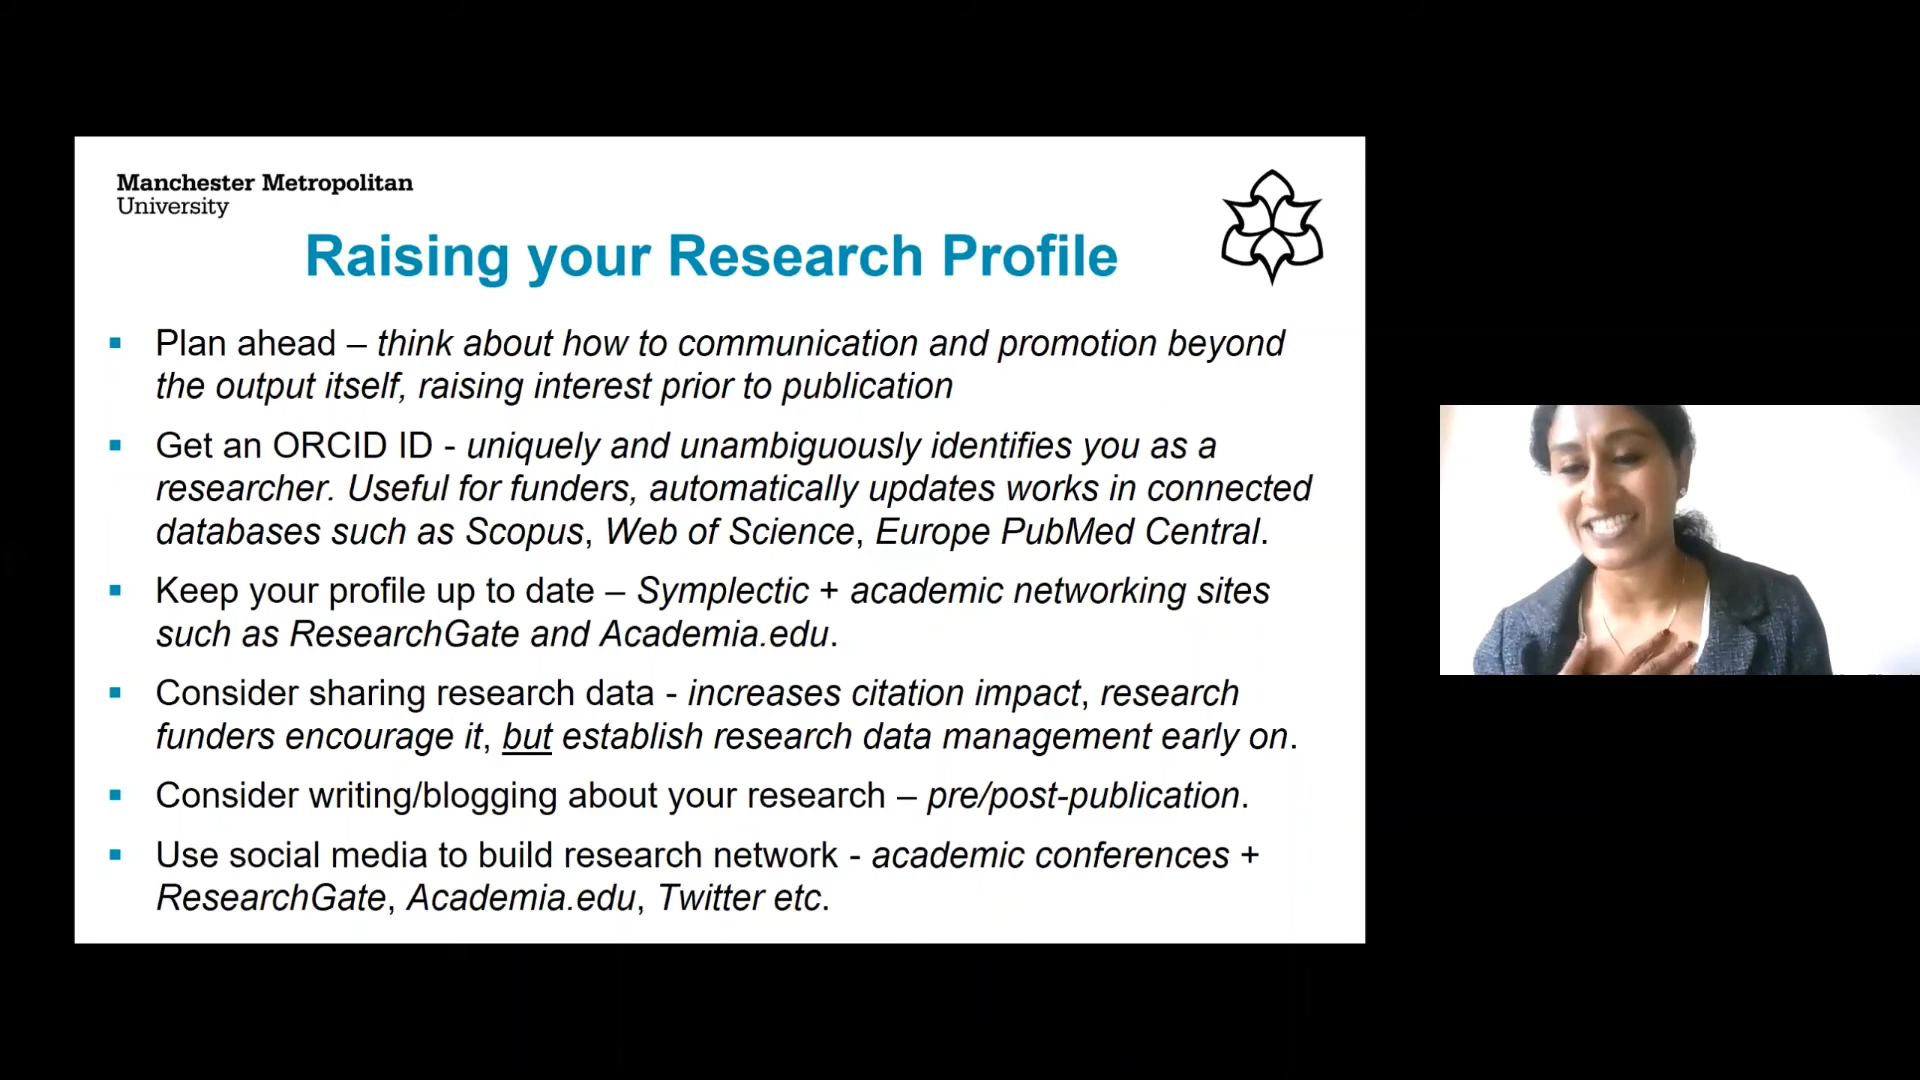 Manchester Metropolitan
University
Raising your Research Profile
▪ Plan ahead – think about how to communication and promotion beyond
the output itself, raising interest prior to publication
▪ Get an ORCID ID - uniquely and unambiguously identifies you as a
researcher. Useful for funders, automatically updates works in connected
databases such as Scopus, Web of Science, Europe PubMed Central.
▪ Keep your profile up to date – Symplectic + academic networking sites
such as ResearchGate and Academia.edu.
▪ Consider sharing research data - increases citation impact, research
funders encourage it, but establish research data management early on.
▪ Consider writing/blogging about your research – pre/post-publication.
▪ Use social media to build research network - academic conferences +
ResearchGate, Academia.edu, Twitter etc.